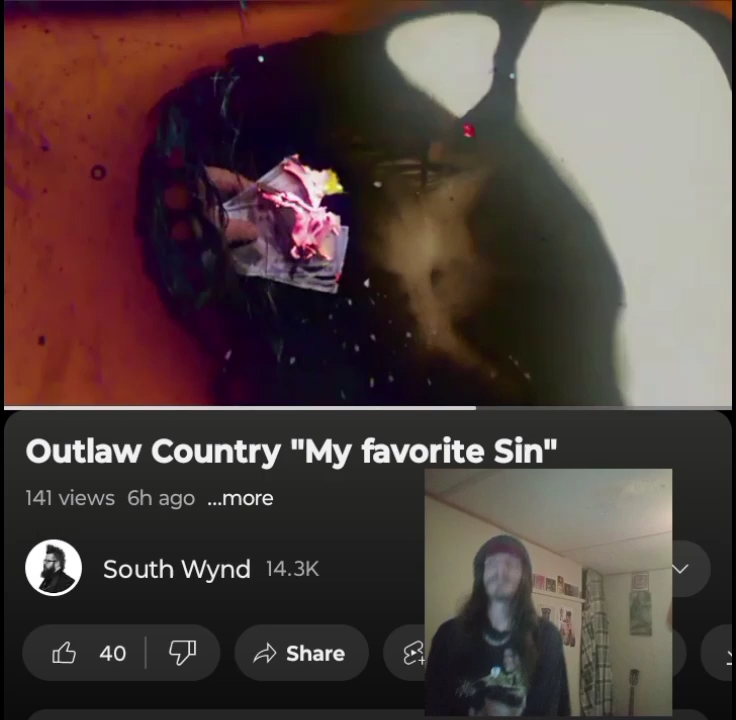 Outlaw Country "My favorite Sin"
141 views 6h ago ...more
South Wynd 14.3K
40
Share